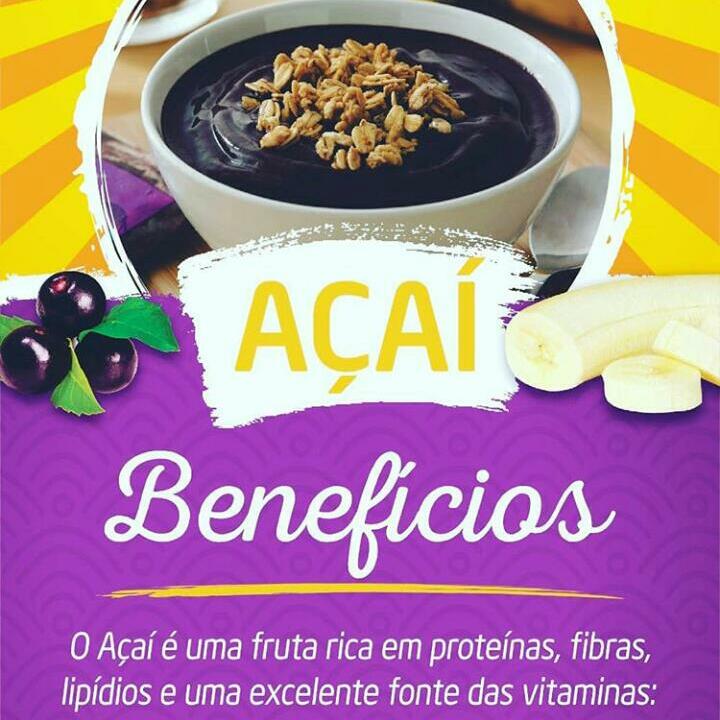 AÇAÍ
Benefícios
O Açaí é uma fruta rica em proteínas, fibras,
lipídios e uma excelente fonte das vitaminas: